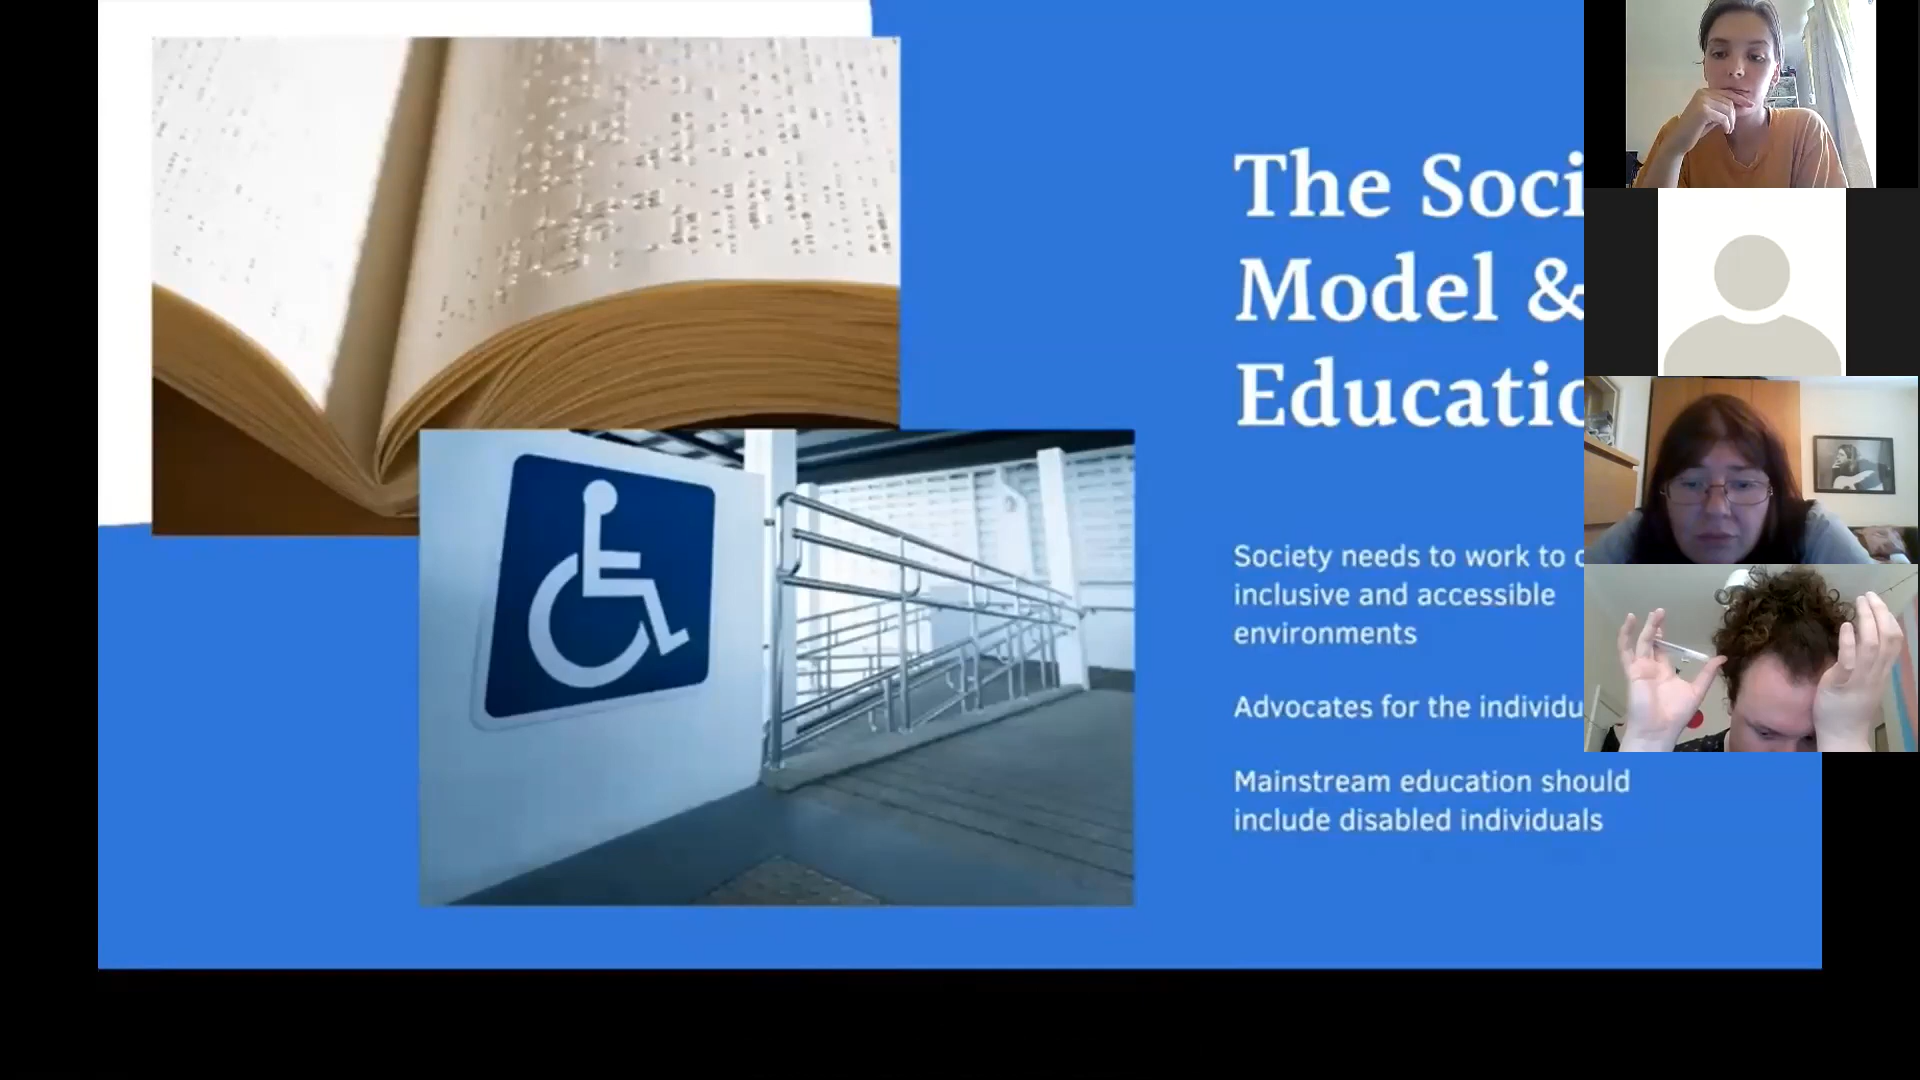 The Soci
Model &
Educatio
Society needs to work to c
inclusive and accessible
environments
Advocates for the individu
Mainstream education should
include disabled individuals